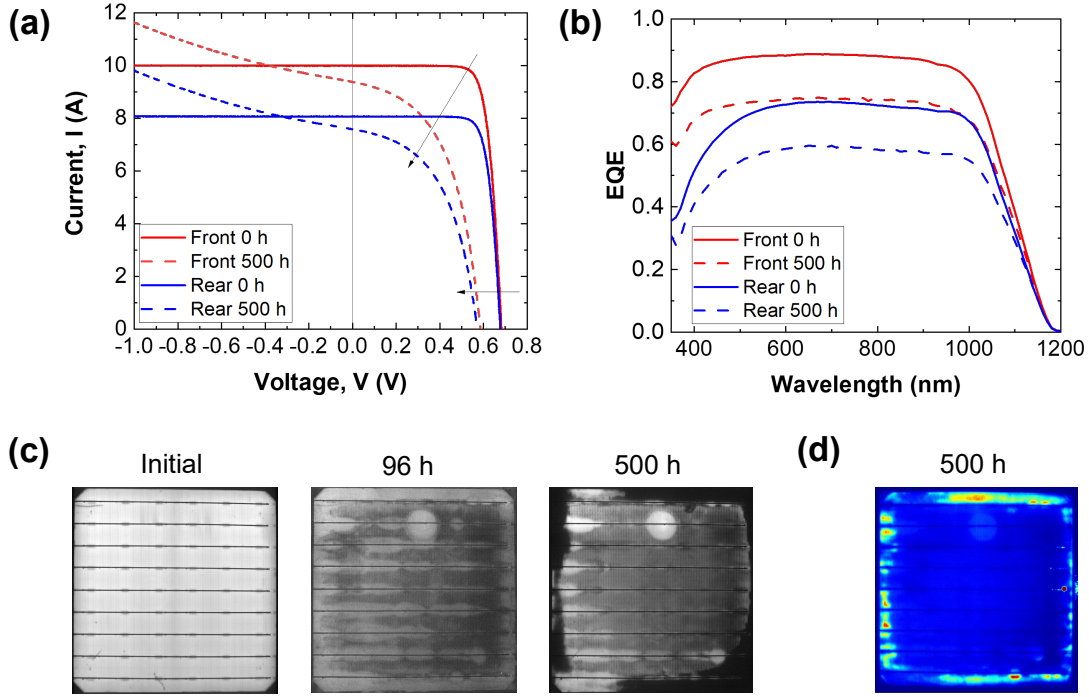 (a)
12
10
8
6
4
2
0
Current, I (A)
Front 0 h
Front 500 h
Rear 0 h
Rear 500 h
-1.0 -0.8 -0.6 -0.4 -0.2 0.0 0.2 0.4 0.6 0.8
Voltage, V (V)
(b)
1.0
0.8
0.6
0.4
0.2
0.0
EQE
Front 0 h
Front 500 h
Rear 0 h
Rear 500 h
400 600 800 1000 1200
Wavelength (nm)
(c)
Initial
96 h
500 h
(d)
500 h